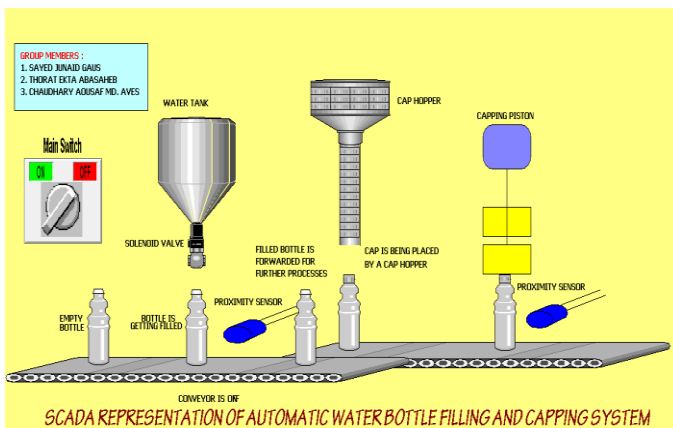 GROUP MEMBERS :
1. SAYED JUNAID GAUS
2. THORAT EKTA ABASAHEB
3. CHAUDHARY AOUSAF MD. AVES
WATER TANK
CAP HOPPER
CAPPING PISTON
Main Switch
ON OFF
SOLENOID VALVE
FILLED BOTTLE IS
FORWARDED FOR
FURTHER PROCESSES
CAP IS BEING PLACED
BY A CAP HOPPER
EMPTY
BOTTLE
BOTTLE IS
GETTING FILLED
PROXIMITY SENSOR
PROXIMITY SENSOR
CONVEYOR IS
SCADA REPRESENTATION OF AUTOMATIC WATER BOTTLE FILLING AND CAPPING SYSTEM